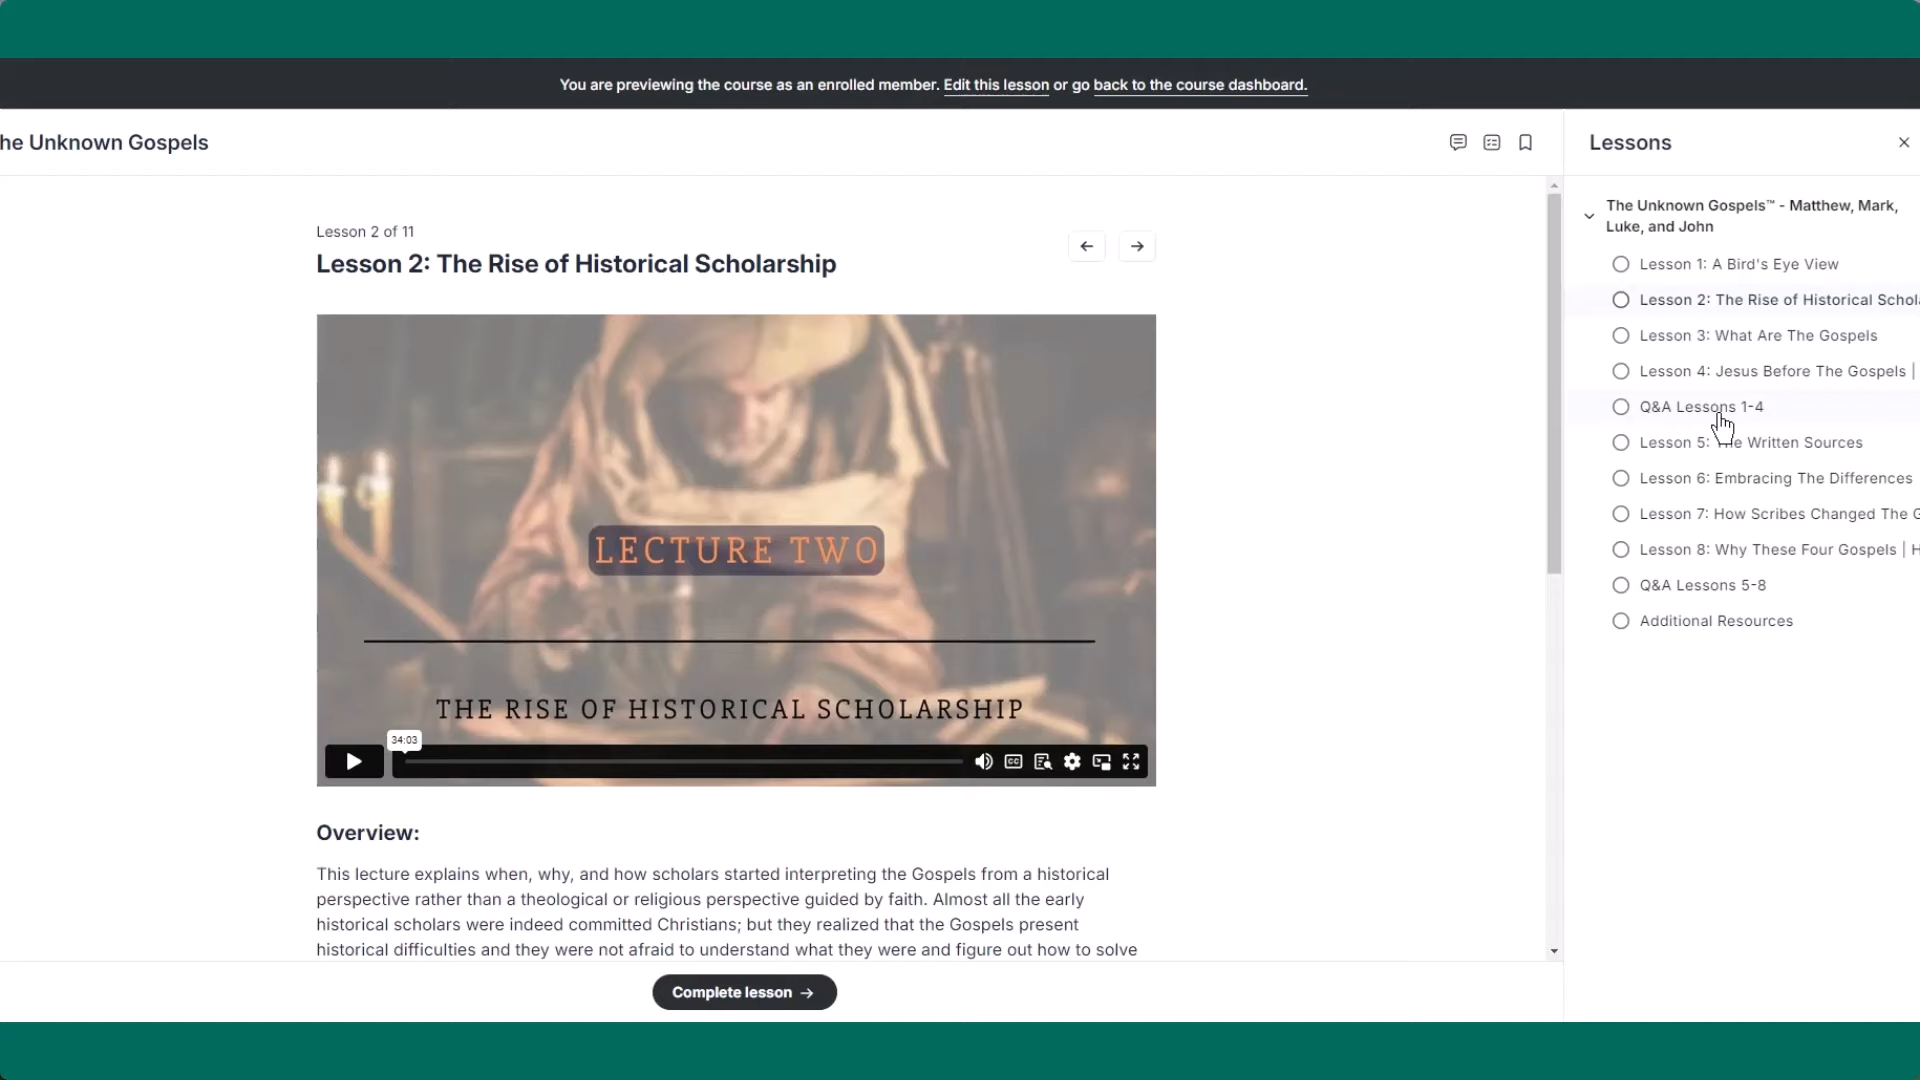 You are previewing the course as an enrolled member. Edit this lesson or go back to the course dashboard.
he Unknown Gospels
Lesson 2 of 11
Lesson 2: The Rise of Historical Scholarship
LECTURE TWO
THE RISE OF HISTORICAL SCHOLARSHIP
34:03
CC
Overview:
This lecture explains when, why, and how scholars started interpreting the Gospels from a historical
perspective rather than a theological or religious perspective guided by faith. Almost all the early
historical scholars were indeed committed Christians; but they realized that the Gospels present
historical difficulties and they were not afraid to understand what they were and figure out how to solve
Complete lesson →
Lessons
The Unknown Gospels™ - Matthew, Mark,
Luke, and John
Lesson 1: A Bird's Eye View
Lesson 2: The Rise of Historical Schol
Lesson 3: What Are The Gospels
Lesson 4: Jesus Before The Gospels |
Q&A Lessons 1-4
Lesson 5: The Written Sources
Lesson 6: Embracing The Differences
Lesson 7: How Scribes Changed The G
Lesson 8: Why These Four Gospels | H
Q&A Lessons 5-8
Additional Resources